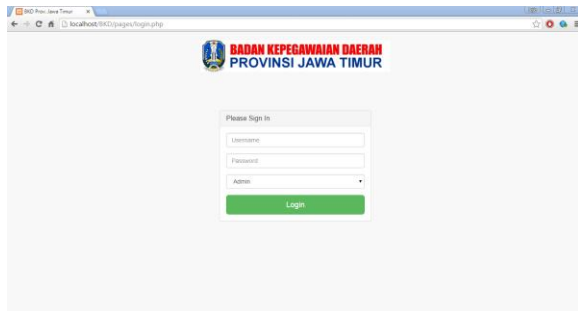 BKD Prov. Jawa Timur
localhost/BKD/pages/login.php
BADAN KEPEGAWAIAN DAERAH
PROVINSI JAWA TIMUR
Please Sign In
Username
Password
Admin
Login